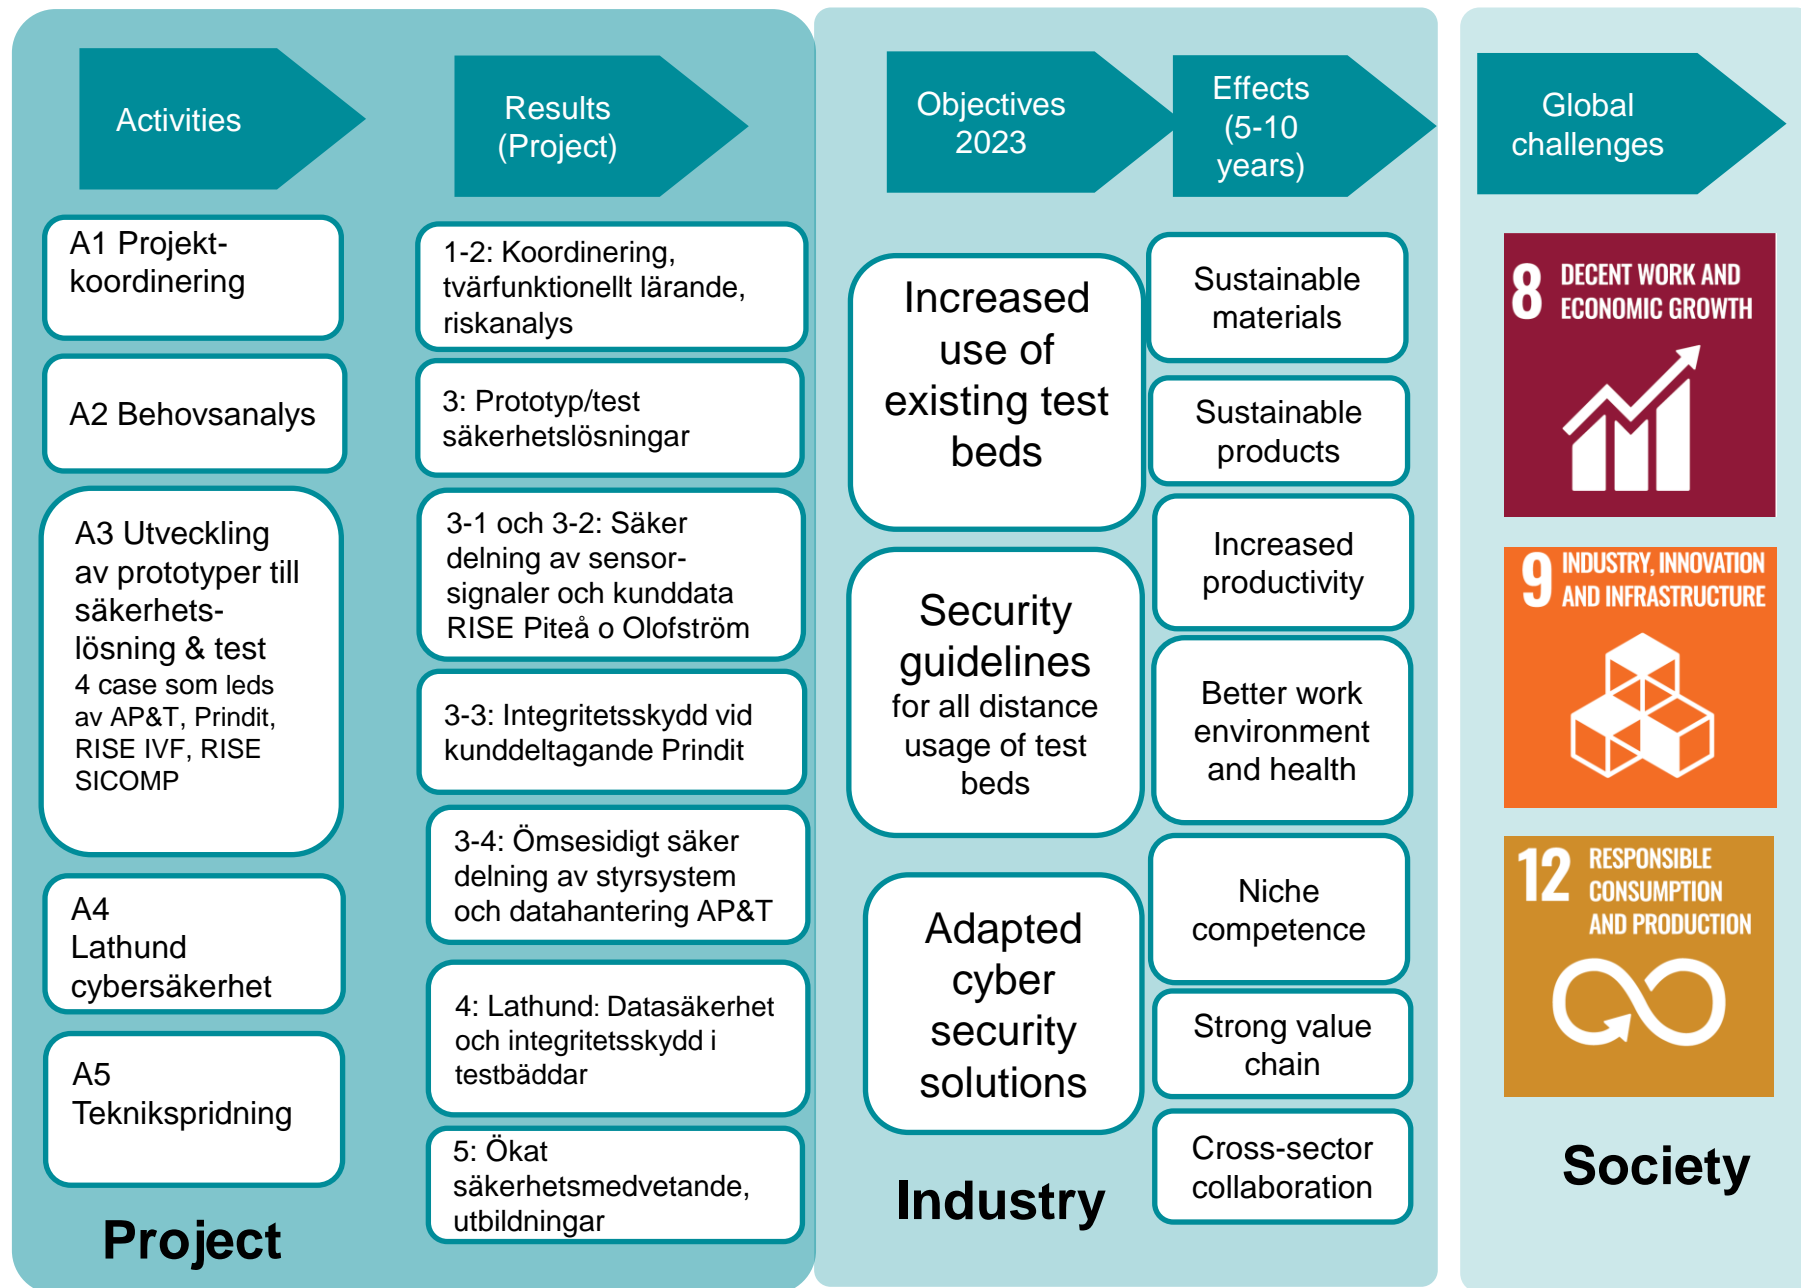 Activities
A1 Projekt-
koordinering
A2 Behovsanalys
A3 Utveckling
av prototyper till
säkerhets-
lösning & test
4 case som leds
av AP&T, Prindit,
RISE IVF, RISE
SICOMP
A4
Lathund
cybersäkerhet
A5
Teknikspridning
Project
Results
(Project)
1-2: Koordinering,
tvärfunktionellt lärande,
riskanalys
3: Prototyp/test
säkerhetslösningar
3-1 och 3-2: Säker
delning av sensor-
signaler och kunddata
RISE Piteå o Olofström
3-3: Integritetsskydd vid
kunddeltagande Prindit
3-4: Ömsesidigt säker
delning av styrsystem
och datahantering AP&T
4: Lathund: Datasäkerhet
och integritetsskydd i
testbäddar
5: Ökat
säkerhetsmedvetande,
utbildningar
Objectives
2023
Increased
use of
existing test
beds
Security
guidelines
for all distance
usage of test
beds
Adapted
cyber
security
solutions
Industry
Effects
(5-10
years)
Sustainable
materials
Sustainable
products
Increased
productivity
Better work
environment
and health
Niche
competence
Strong value
chain
Cross-sector
collaboration
Global
challenges
8 DECENT WORK AND
ECONOMIC GROWTH
9 INDUSTRY, INNOVATION
AND INFRASTRUCTURE
12 RESPONSIBLE
CONSUMPTION
AND PRODUCTION
Society